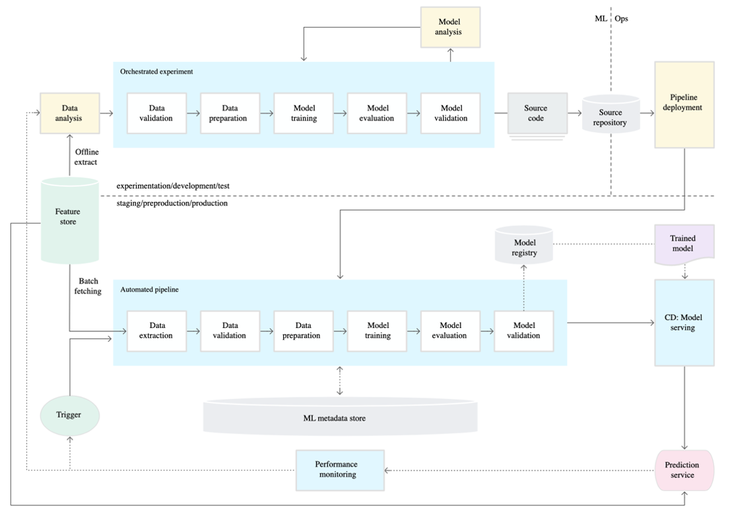 Model
analysis
ML
Ops
Orchestrated experiment
Data
analysis
Data
validation
Data
preparation
Model
training
Model
evaluation
Model
validation
Source
code
Source
repository
Pipeline
deployment
Offline
extract
experimentation/development/test
staging/preproduction/production
Feature
store
Batch
fetching
Model
registry
Trained
model
Automated pipeline
Data
extraction
Data
validation
Data
preparation
Model
training
Model
evaluation
Model
validation
CD: Model
serving
Trigger
ML metadata store
Performance
monitoring
Prediction
service